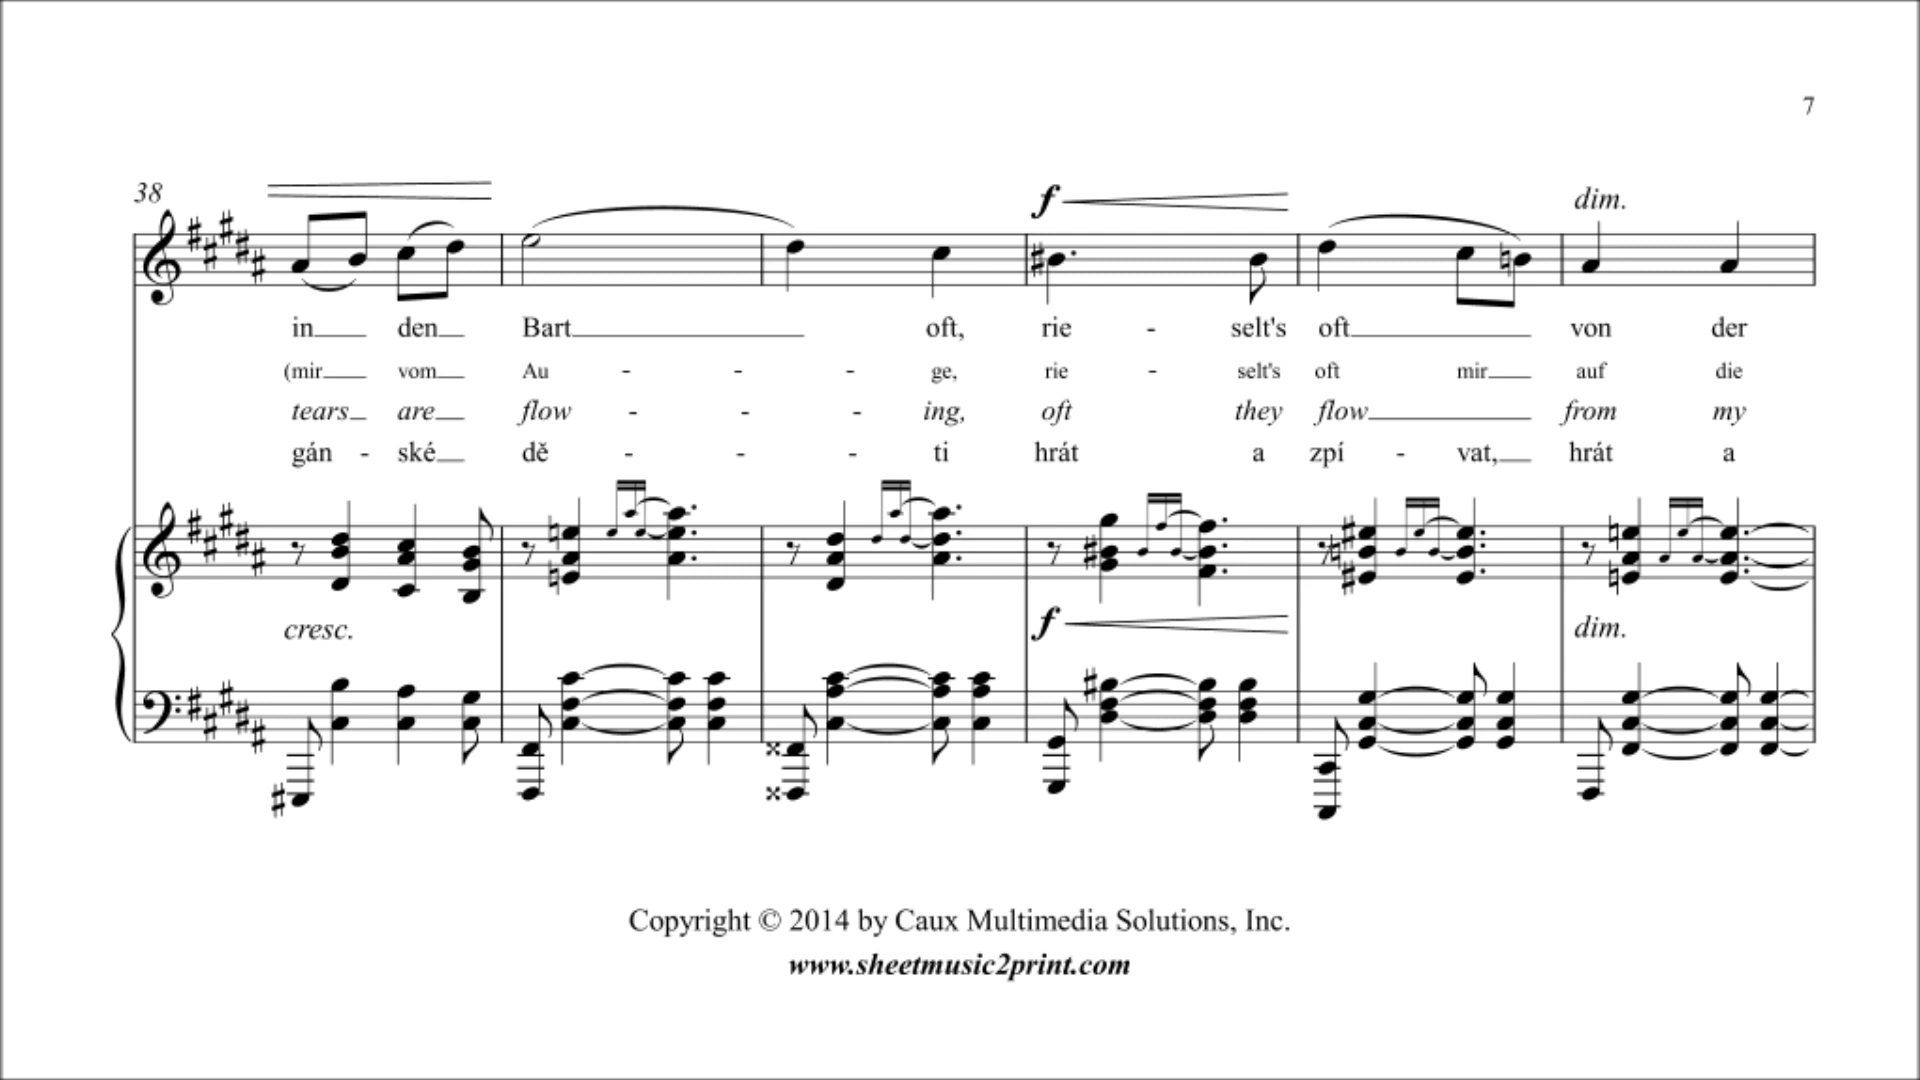 7
38
f
dim.
in den Bart oft, rie - selt's oft von der
(mir vom Au - - - ge, rie - selt's oft mir auf die
tears are flow - - - ing, oft they flow from my
gán - ské dě - - - ti hrát a zpí - vat, hrát a
cresc.
f
dim.
Copyright © 2014 by Caux Multimedia Solutions, Inc.
www.sheetmusic2print.com